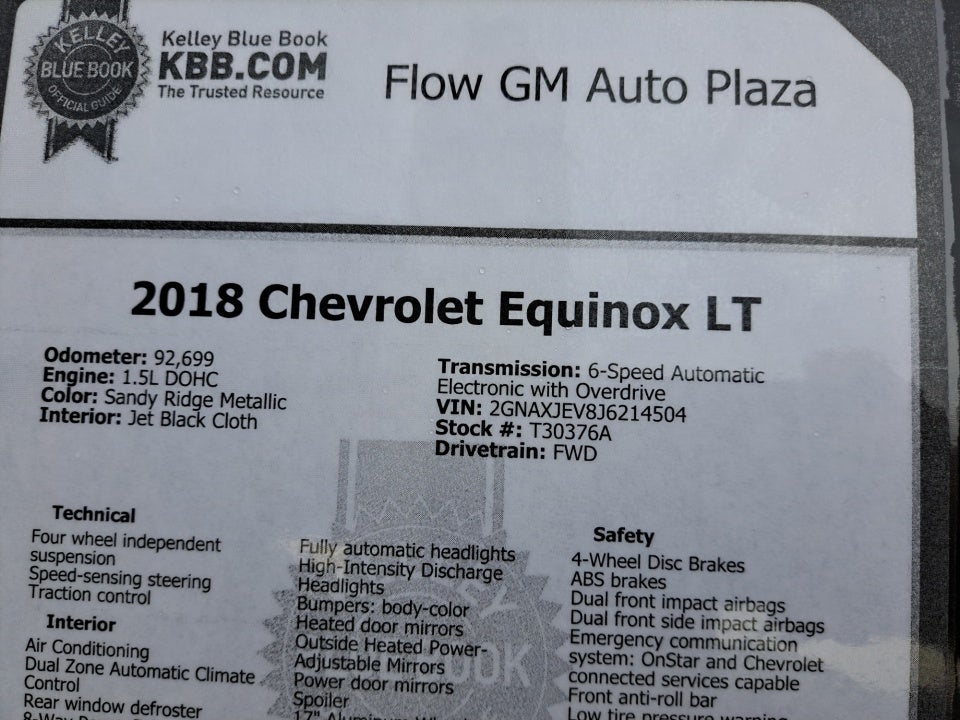 KELLEY
BLUE BOOK
OFFICIAL GUIDE
Kelley Blue Book
KBB.COM
The Trusted Resource
Flow GM Auto Plaza
2018 Chevrolet Equinox LT
Odometer: 92,699
Engine: 1.5L DOHC
Color: Sandy Ridge Metallic
Interior: Jet Black Cloth
Transmission: 6-Speed Automatic
Electronic with Overdrive
VIN: 2GNAXJEV8J6214504
Stock #: T30376A
Drivetrain: FWD
Technical
Four wheel independent
suspension
Speed-sensing steering
Traction control
Interior
Air Conditioning
Dual Zone Automatic Climate
Control
Rear window defroster
Fully automatic headlights
High-Intensity Discharge
Headlights
Bumpers: body-color
Heated door mirrors
Outside Heated Power-
Adjustable Mirrors
Power door mirrors
Spoiler
17" Aluminum
Safety
4-Wheel Disc Brakes
ABS brakes
Dual front impact airbags
Dual front side impact airbags
Emergency communication
system: OnStar and Chevrolet
connected services capable
Front anti-roll bar
Low tire pressure warning